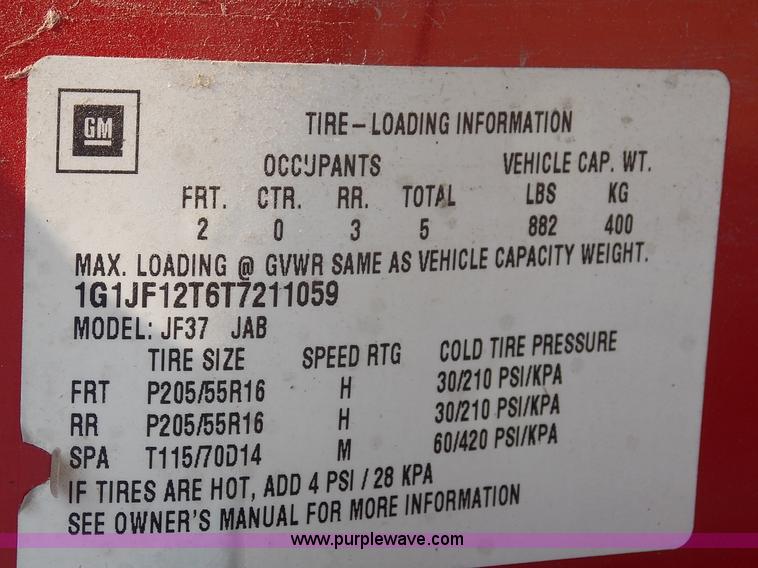 GM
TIRE-LOADING INFORMATION
OCCUPANTS VEHICLE CAP. WT.
FRT. CTR. RR. TOTAL LBS KG
2 0 3 5 882 400
MAX. LOADING @ GVWR SAME AS VEHICLE CAPACITY WEIGHT.
1G1JF12T6T7211059
MODEL: JF37 JAB
TIRE SIZE SPEED RTG COLD TIRE PRESSURE
FRT P205/55R16 H 30/210 PSI/KPA
RR P205/55R16 H 30/210 PSI/KPA
SPA T115/70D14 M 60/420 PSI/KPA
IF TIRES ARE HOT, ADD 4 PSI / 28 KPA
SEE OWNER'S MANUAL FOR MORE INFORMATION
www.purplewave.com